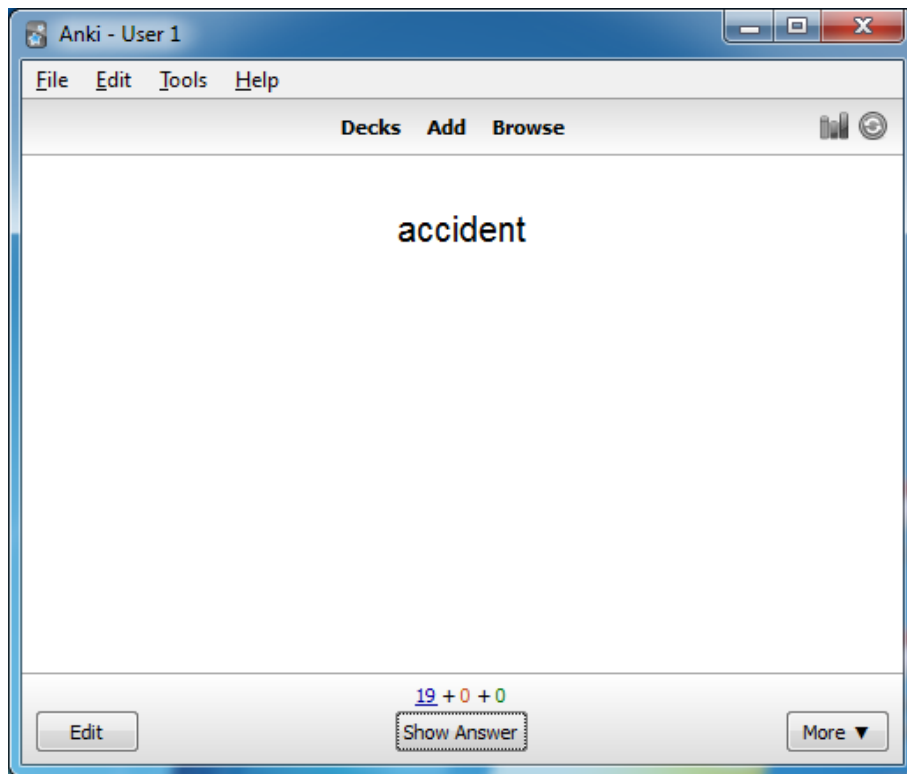 Anki - User 1
File Edit Tools Help
Decks Add Browse
accident
19 + 0 + 0
Edit Show Answer More ▼